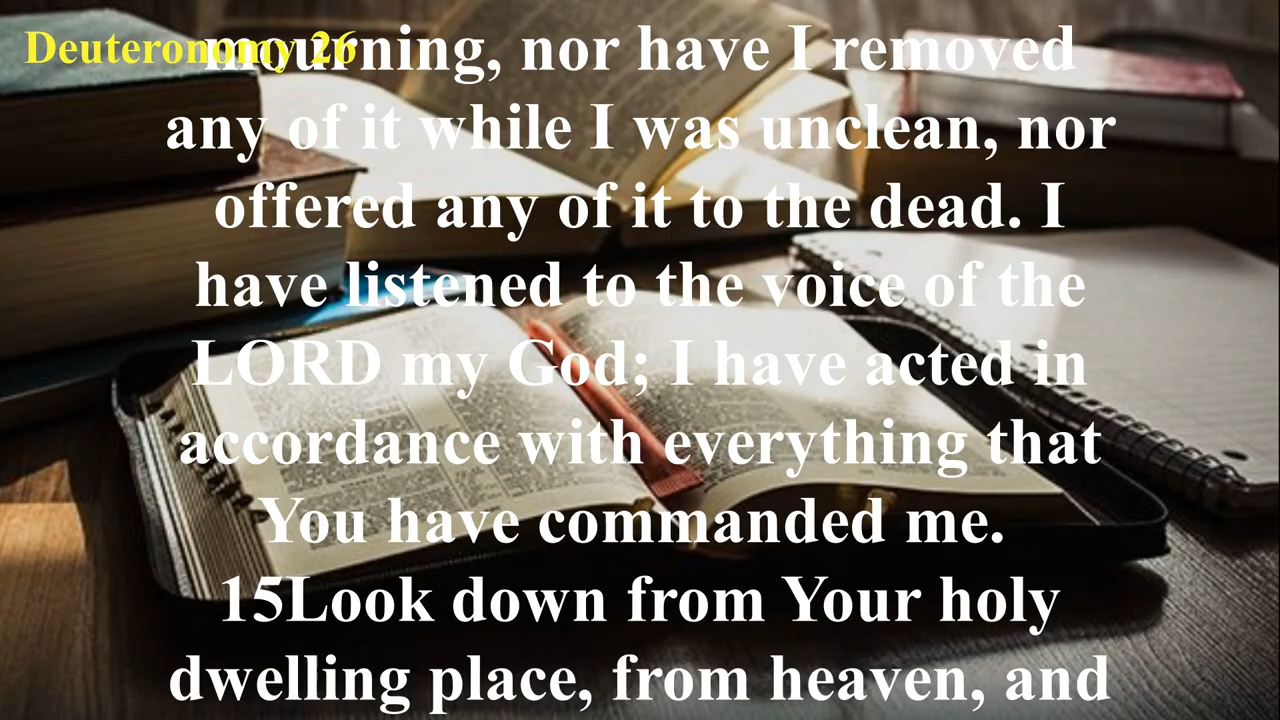 Deuteronomy 26
mourning, nor have I removed
any of it while I was unclean, nor
offered any of it to the dead. I
have listened to the voice of the
LORD my God; I have acted in
accordance with everything that
You have commanded me.
15Look down from Your holy
dwelling place, from heaven, and